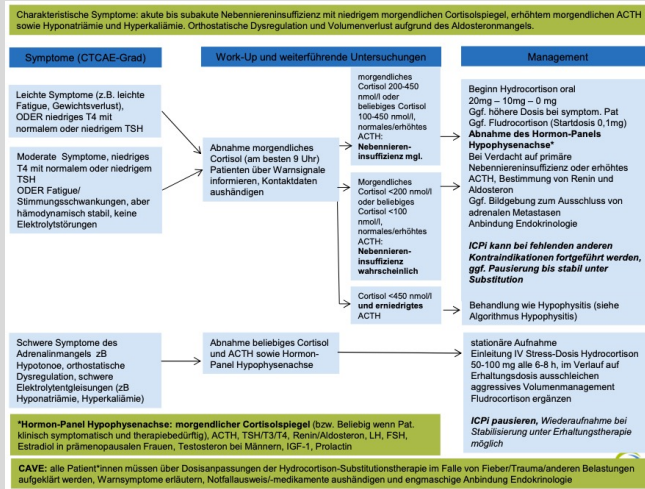 Charakteristische Symptome: akute bis subakute Nebenniereninsuffizienz mit niedrigem morgendlichen Cortisolspiegel, erhöhtem morgendlichen ACTH
sowie Hyponatriämie und Hyperkaliämie. Orthostatische Dysregulation und Volumenverlust aufgrund des Aldosteronmangels.
Symptome (CTCAE-Grad)
Leichte Symptome (z.B. leichte
Fatigue, Gewichtsverlust),
ODER niedriges T4 mit
normalem oder niedrigem TSH
Moderate Symptome, niedriges
T4 mit normalem oder niedrigem
TSH
ODER Fatigue/
Stimmungsschwankungen, aber
hämodynamisch stabil, keine
Elektrolytstörungen
Schwere Symptome des
Adrenalinmangels zB
Hypotonoe, orthostatische
Dysregulation, schwere
Elektrolytentgleisungen (zB
Hyponatriämie, Hyperkaliämie)
Work-Up und weiterführende Untersuchungen
Abnahme morgendliches
Cortisol (am besten 9 Uhr)
Patienten über Warnsignale
informieren, Kontaktdaten
aushändigen
morgendliches
Cortisol 200-450
nmol/l oder
beliebiges Cortisol
100-450 nmol/l,
normales/erhöhtes
ACTH:
Nebennieren-
insuffizienz mgl.
Morgendliches
Cortisol <200 nmol/l
oder beliebiges
Cortisol <100
nmol/l,
normales/erhöhtes
ACTH:
Nebennieren-
insuffizienz
wahrscheinlich
Cortisol <450 nmol/l
und erniedrigtes
ACTH
Abnahme beliebiges Cortisol
und ACTH sowie Hormon-
Panel Hypophysenachse
Management
Beginn Hydrocortison oral
20mg – 10mg – 0 mg
Ggf. höhere Dosis bei symptom. Pat
Ggf. Fludrocortison (Startdosis 0,1mg)
Abnahme des Hormon-Panels
Hypophysenachse*
Bei Verdacht auf primäre
Nebenniereninsuffizienz oder erhötes
ACTH, Bestimmung von Renin und
Aldosteron
Ggf. Bildgebung zum Ausschluss von
adrenalen Metastasen
Anbindung Endokrinologie
ICPi kann bei fehlenden anderen
Kontraindikationen fortgeführt werden,
ggf. Pausierung bis stabil unter
Substitution
Behandlung wie Hypophysitis (siehe
Algorithmus Hypophysitis)
stationäre Aufnahme
Einleitung IV Stress-Dosis Hydrocortison
50-100 mg alle 6-8 h, im Verlauf auf
Erhaltungsdosis ausschleichen
aggressives Volumenmanagement
Fludrocortison ergänzen
ICPi pausieren, Wiederaufnahme bei
Stabilisierung unter Erhaltungstherapie
möglich
*Hormon-Panel Hypophysenachse: morgendlicher Cortisolspiegel (bzw. Beliebig wenn Pat.
klinisch symptomatisch und therapiebedürftig), ACTH, TSH/T3/T4, Renin/Aldosteron, LH, FSH,
Estradiol in prämenopausalen Frauen, Testosteron bei Männern, IGF-1, Prolactin
CAVE: alle Patient*innen müssen über Dosisanpassungen der Hydrocortison-Substitutionstherapie im Falle von Fieber/Trauma/anderen Belastungen
aufgeklärt werden, Warnsymptome erläutern, Notfallausweis/-medikamente aushändigen und engmaschige Anbindung Endokrinologie